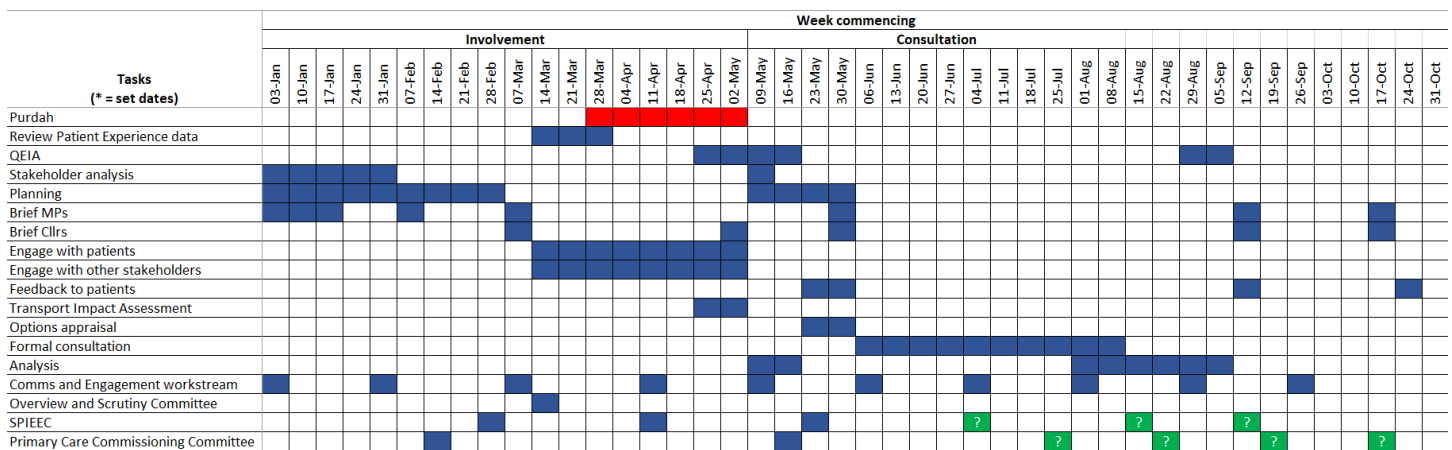 Week commencing
Involvement Consultation
Tasks
(* = set dates)
03-Jan 10-Jan 17-Jan 24-Jan 31-Jan 07-Feb 14-Feb 21-Feb 28-Feb 07-Mar 14-Mar 21-Mar 28-Mar 04-Apr 11-Apr 18-Apr 25-Apr 02-May 09-May 16-May 23-May 30-May 06-Jun 13-Jun 20-Jun 27-Jun 04-Jul 11-Jul 18-Jul 25-Jul 01-Aug 08-Aug 15-Aug 22-Aug 29-Aug 05-Sep 12-Sep 19-Sep 26-Sep 03-Oct 10-Oct 17-Oct 24-Oct 31-Oct
Purdah
Review Patient Experience data
QEIA
Stakeholder analysis
Planning
Brief MPs
Brief Cllrs
Engage with patients
Engage with other stakeholders
Feedback to patients
Transport Impact Assessment
Options appraisal
Formal consultation
Analysis
Comms and Engagement workstream
Overview and Scrutiny Committee
SPIEEC ? ? ?
Primary Care Commissioning Committee ? ? ? ?